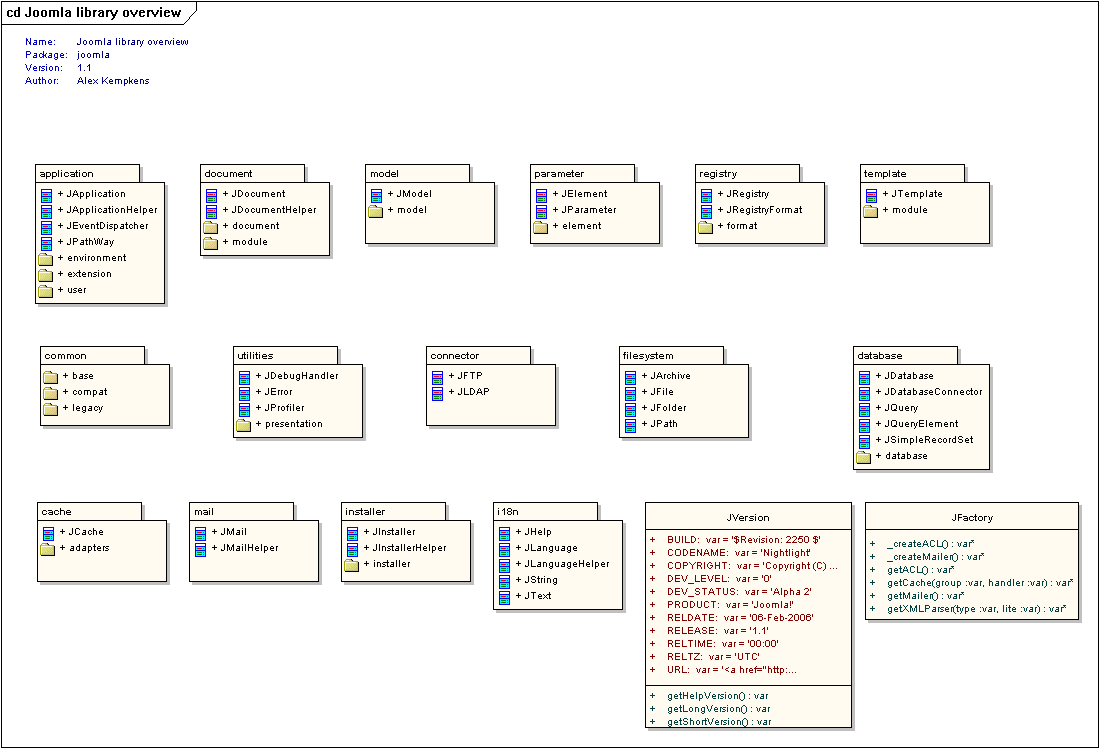 cd Joomla library overview
Name: Joomla library overview
Package: joomla
Version: 1.1
Author: Alex Kempkens
application
+ JApplication
+ JApplicationHelper
+ JEventDispatcher
+ JPathWay
+ environment
+ extension
+ user
document
+ JDocument
+ JDocumentHelper
+ document
+ module
model
+ JModel
+ model
parameter
+ JElement
+ JParameter
+ element
registry
+ JRegistry
+ JRegistryFormat
+ format
template
+ JTemplate
+ module
common
+ base
+ compat
+ legacy
utilities
+ JDebugHandler
+ JError
+ JProfiler
+ presentation
connector
+ JFTP
+ JLDAP
filesystem
+ JArchive
+ JFile
+ JFolder
+ JPath
database
+ JDatabase
+ JDatabaseConnector
+ JQuery
+ JQueryElement
+ JSimpleRecordSet
+ database
cache
+ JCache
+ adapters
mail
+ JMail
+ JMailHelper
installer
+ JInstaller
+ JInstallerHelper
+ installer
i18n
+ JHelp
+ JLanguage
+ JLanguageHelper
+ JString
+ JText
JVersion
+ BUILD: var = '$Revision: 2250 $'
+ CODENAME: var = 'Nightlight'
+ COPYRIGHT: var = 'Copyright (C) ...
+ DEV_LEVEL: var = '0'
+ DEV_STATUS: var = 'Alpha 2'
+ PRODUCT: var = 'Joomla!'
+ RELDATE: var = '06-Feb-2006'
+ RELEASE: var = '1.1'
+ RELTIME: var = '00:00'
+ RELTZ: var = 'UTC'
+ URL: var = '<a href="http:...
+ getHelpVersion() : var
+ getLongVersion() : var
+ getShortVersion() : var
JFactory
+ _createACL() : var*
+ _createMailer() : var*
+ getACL() : var*
+ getCache(group :var, handler :var) : var*
+ getMailer() : var*
+ getXMLParser(type :var, lite :var) : var*